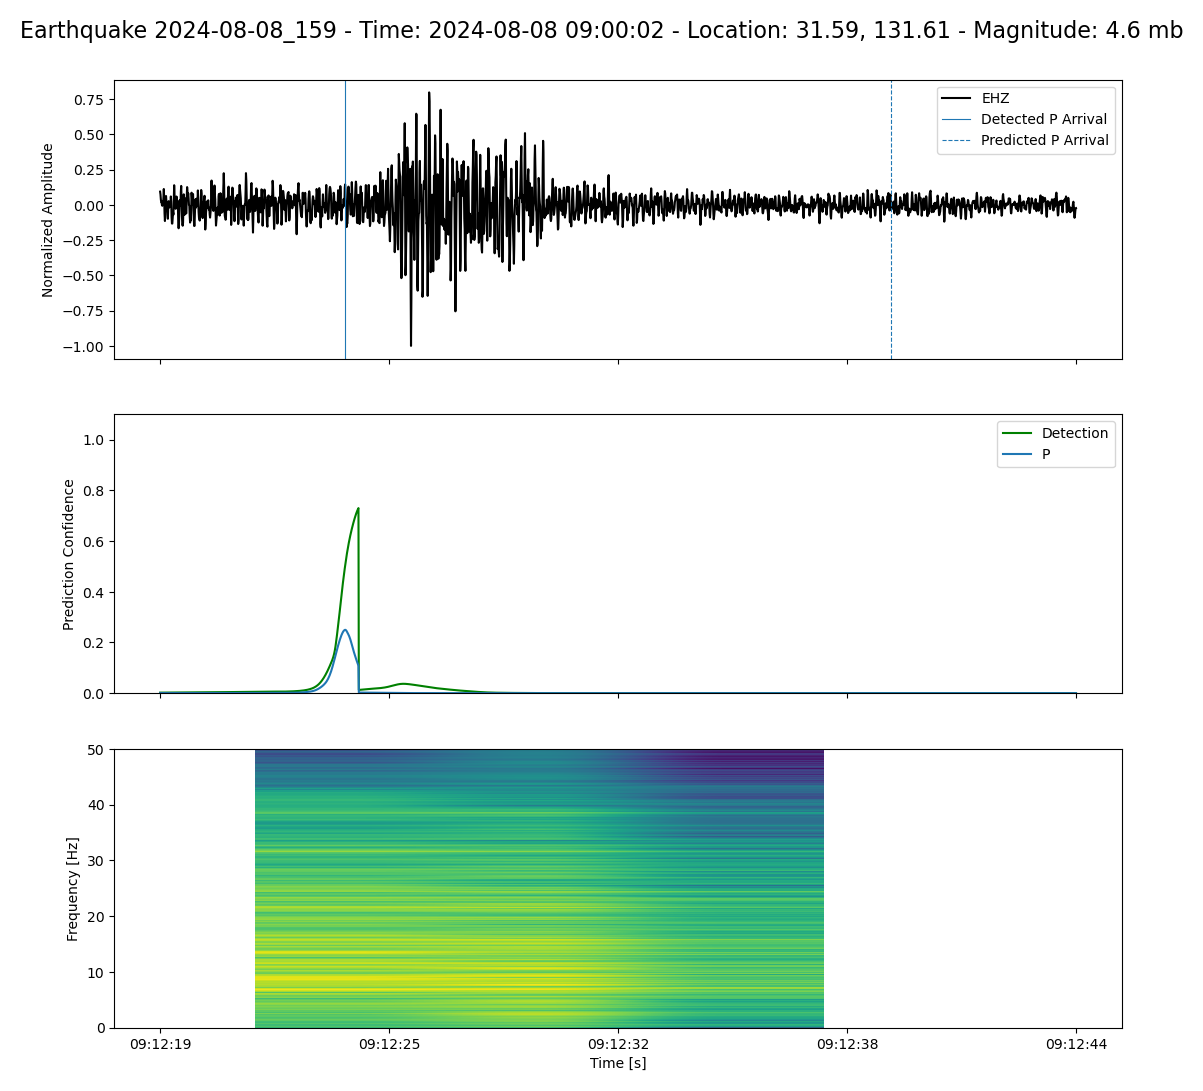 Earthquake 2024-08-08_159 - Time: 2024-08-08 09:00:02 - Location: 31.59, 131.61 - Magnitude: 4.6 mb
Normalized Amplitude
0.75
0.50
0.25
0.00
−0.25
−0.50
−0.75
−1.00
EHZ
Detected P Arrival
Predicted P Arrival
Prediction Confidence
1.0
0.8
0.6
0.4
0.2
0.0
Detection
P
Frequency [Hz]
50
40
30
20
10
0
09:12:19 09:12:25 09:12:32 09:12:38 09:12:44
Time [s]